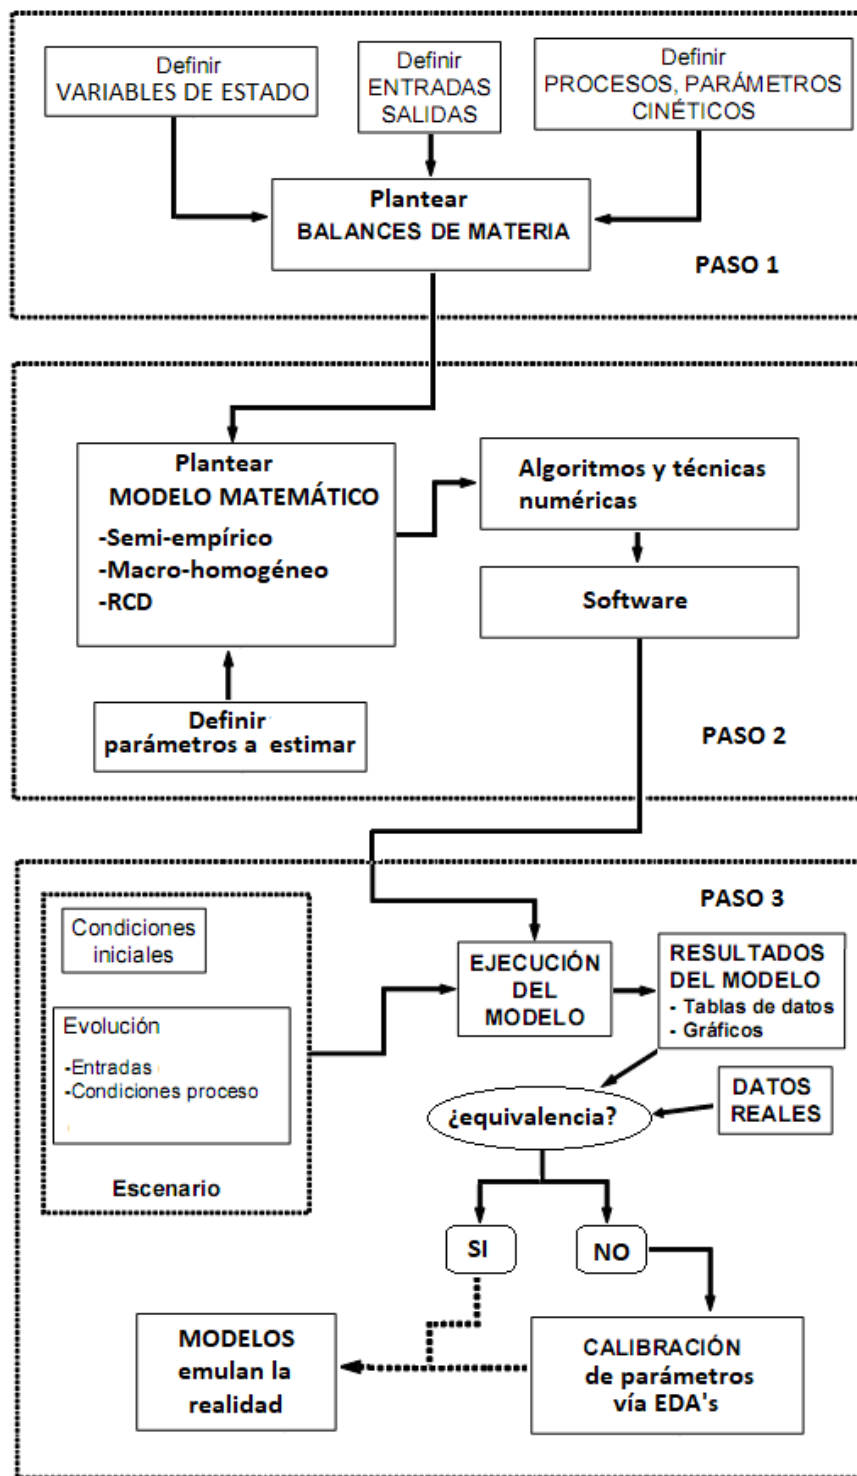 Definir
VARIABLES DE ESTADO
Definir
ENTRADAS
SALIDAS
Definir
PROCESOS, PARÁMETROS
CINÉTICOS
Plantear
BALANCES DE MATERIA
PASO 1
Plantear
MODELO MATEMÁTICO
-Semi-empírico
-Macro-homogéneo
-RCD
Algoritmos y técnicas
numéricas
Software
Definir
parámetros a estimar
PASO 2
PASO 3
Condiciones
iniciales
Evolución
-Entradas
-Condiciones proceso
Escenario
EJECUCIÓN
DEL
MODELO
RESULTADOS
DEL MODELO
- Tablas de datos
- Gráficos
¿equivalencia?
DATOS
REALES
SI
NO
MODELOS
emulan la
realidad
CALIBRACIÓN
de parámetros
vía EDA's